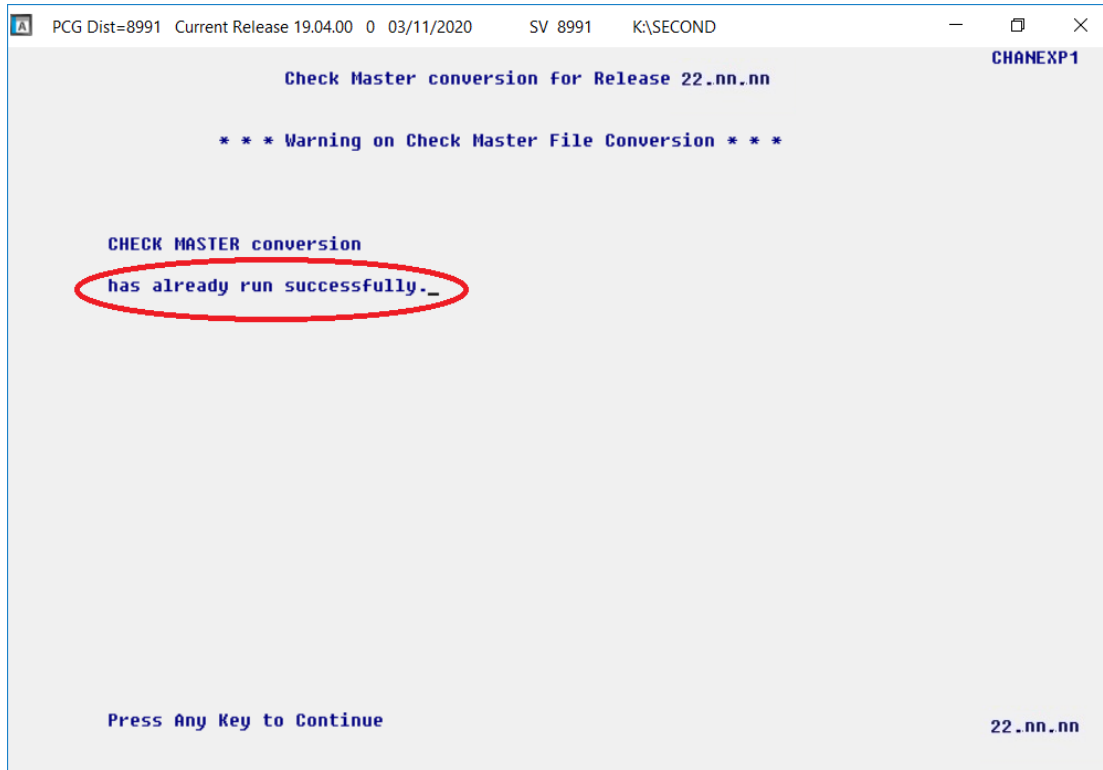 PCG Dist=8991 Current Release 19.04.00 0 03/11/2020 SV 8991 K:\SECOND
CHANEXP1
Check Master conversion for Release 22.nn.nn
* * * Warning on Check Master File Conversion * * *
CHECK MASTER conversion
has already run successfully._
Press Any Key to Continue
22.nn.nn